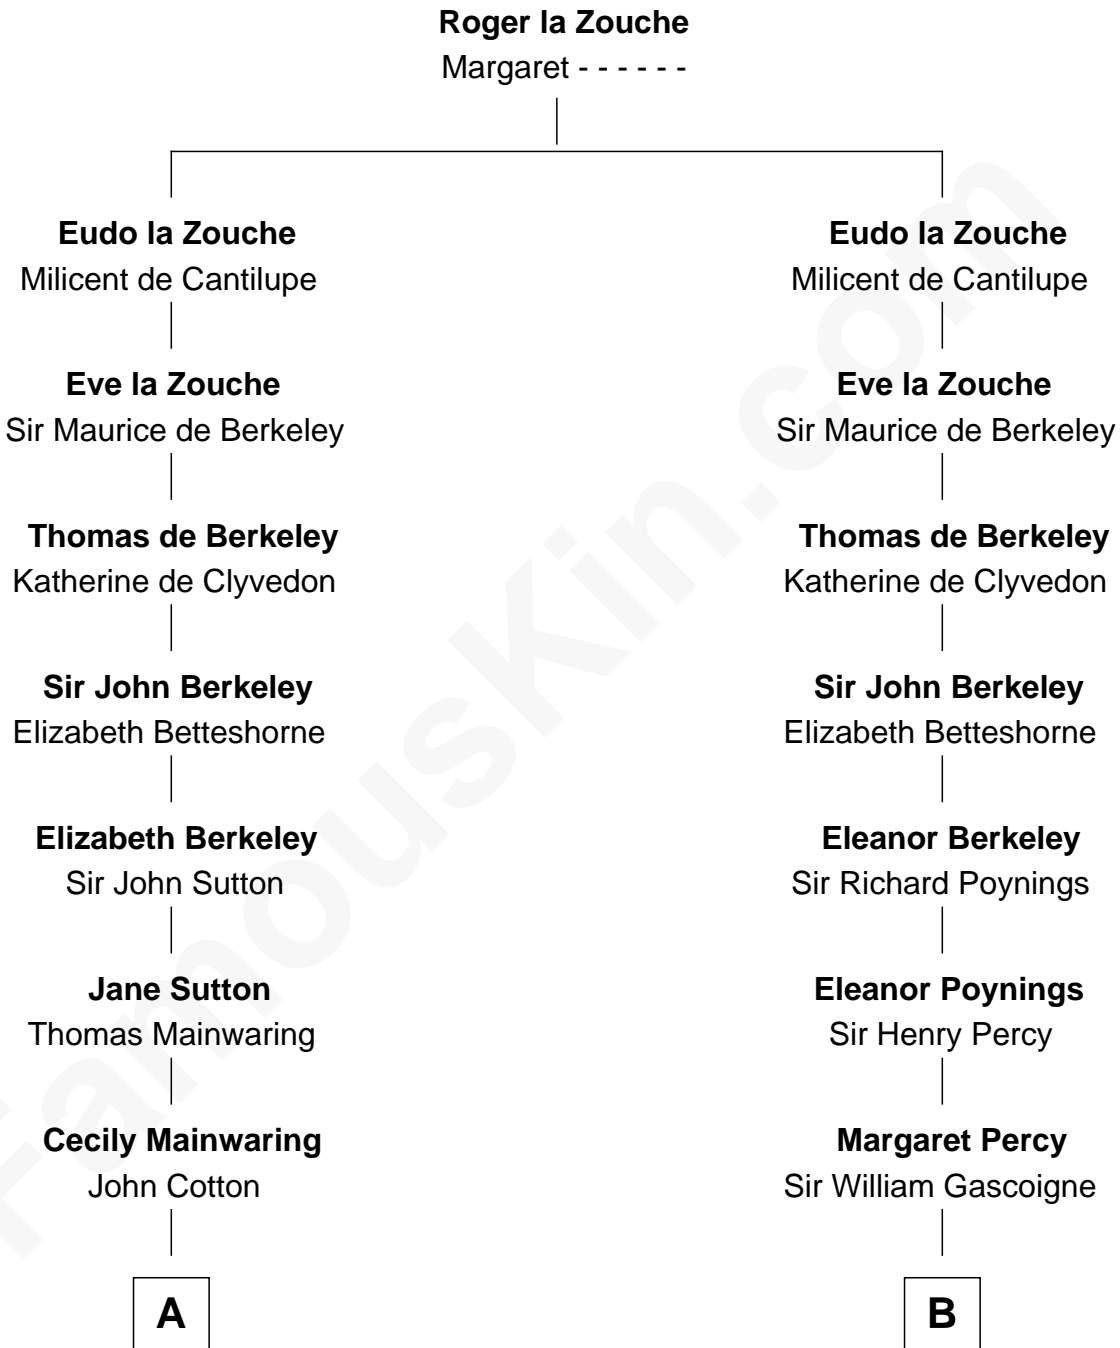 Roger la Zouche
Margaret - - - - - -
Eudo la Zouche
Milicent de Cantilupe
Eudo la Zouche
Milicent de Cantilupe
Eve la Zouche
Sir Maurice de Berkeley
Eve la Zouche
Sir Maurice de Berkeley
Thomas de Berkeley
Katherine de Clyvedon
Thomas de Berkeley
Katherine de Clyvedon
Sir John Berkeley
Elizabeth Betteshorne
Sir John Berkeley
Elizabeth Betteshorne
Elizabeth Berkeley
Sir John Sutton
Eleanor Berkeley
Sir Richard Poynings
Jane Sutton
Thomas Mainwaring
Eleanor Poynings
Sir Henry Percy
Cecily Mainwaring
John Cotton
Margaret Percy
Sir William Gascoigne
A
B
FamousKin.com